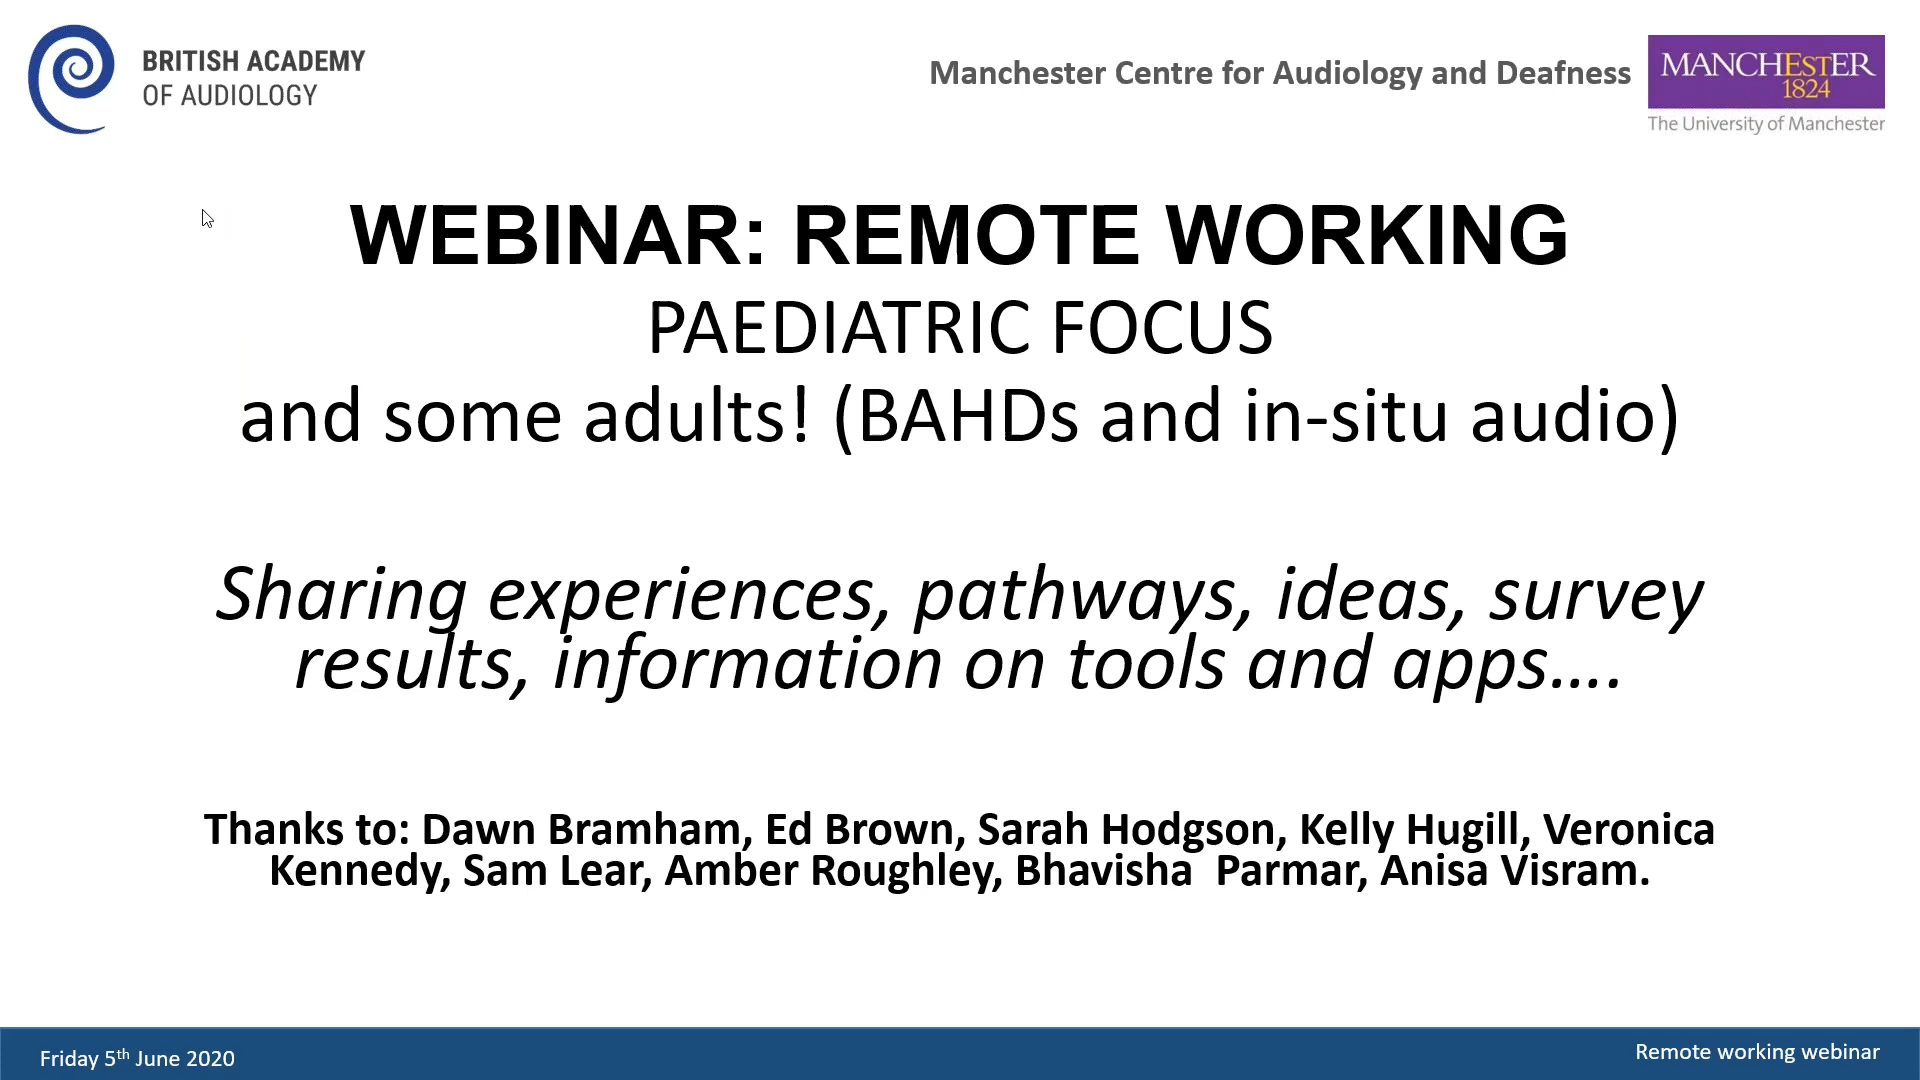 BRITISH ACADEMY
OF AUDIOLOGY
Manchester Centre for Audiology and Deafness
MANCHESTER
1824
The University of Manchester
WEBINAR: REMOTE WORKING
PAEDIATRIC FOCUS
and some adults! (BAHDs and in-situ audio)
Sharing experiences, pathways, ideas, survey
results, information on tools and apps….
Thanks to: Dawn Bramham, Ed Brown, Sarah Hodgson, Kelly Hugill, Veronica
Kennedy, Sam Lear, Amber Roughley, Bhavisha  Parmar, Anisa Visram.
Friday 5th June 2020
Remote working webinar